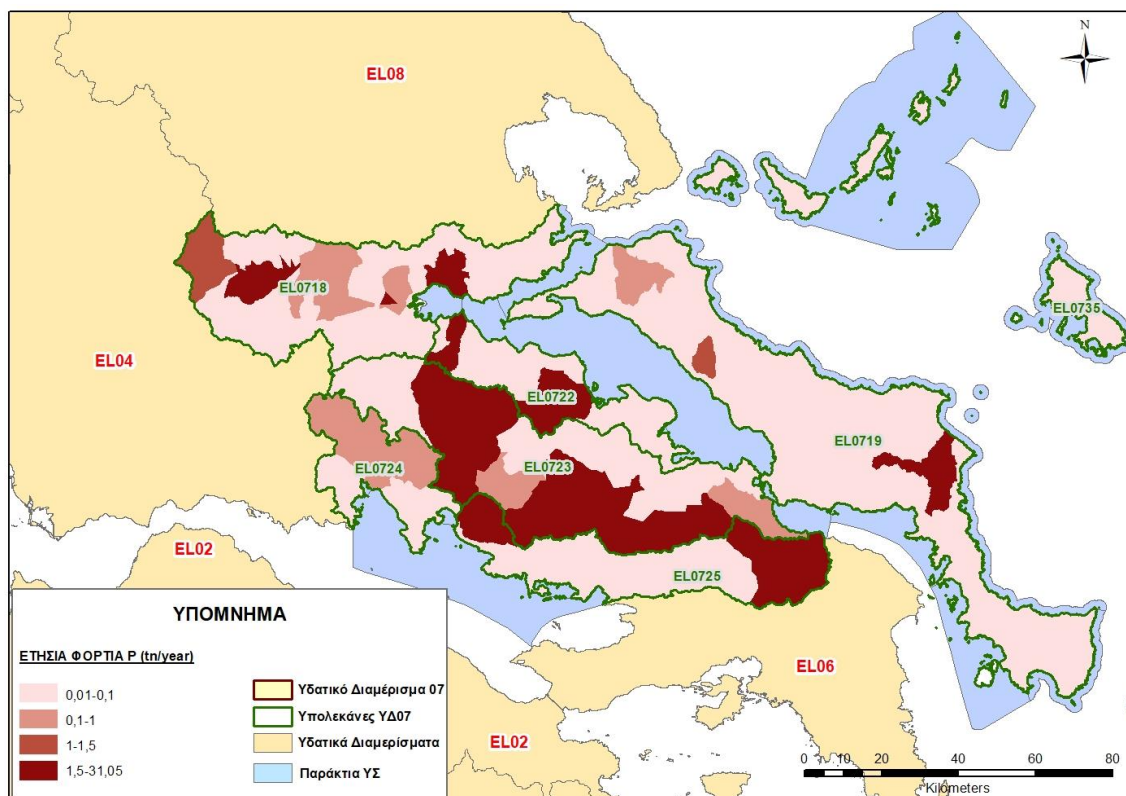 N
EL08
EL0718
EL0735
EL04
EL0722
EL0719
EL0723
EL0724
EL02
EL0725
EL06
EL02
ΥΠΟΜΝΗΜΑ
ΕΤΗΣΙΑ ΦΟΡΤΙΑ P (tn/year)
0,01-0,1
0,1-1
1-1,5
1,5-31,05
Υδατικό Διαμέρισμα 07
Υπολεκάνες ΥΔ07
Υδατικά Διαμερίσματα
Παράκτια ΥΣ
0 10 20 40 60 80
Kilometers